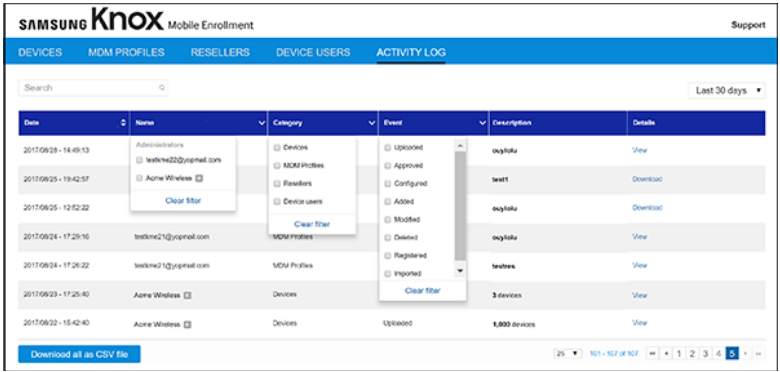 SAMSUNG Knox Mobile Enrollment
Support
DEVICES MDM PROFILES RESELLERS DEVICE USERS ACTIVITY LOG
Search
Last 30 days
Date Name Category Event Description Details
2017/08/28 - 14:49:13 ouyloku View
2017/08/25 - 19:42:57 test1 Download
2017/08/25 - 12:52:22 ouyloku Download
2017/08/24 - 17:29:16 testkme21@yopmail.com MDM Profiles ouyloku View
2017/08/24 - 17:26:22 testkme21@yopmail.com MDM Profiles testres View
2017/08/23 - 17:25:40 Acme Wireless R Devices 3 devices View
2017/08/22 - 15:42:40 Acme Wireless R Devices Uploaded 1,000 devices View
Administrators
testkme22@yopmail.com
Acme Wireless R
Clear filter
Devices
MDM Profiles
Resellers
Device users
Clear filter
Uploaded
Approved
Configured
Added
Modified
Deleted
Registered
Imported
Clear filter
Download all as CSV file
25 101 - 107 of 107 1 2 3 4 5